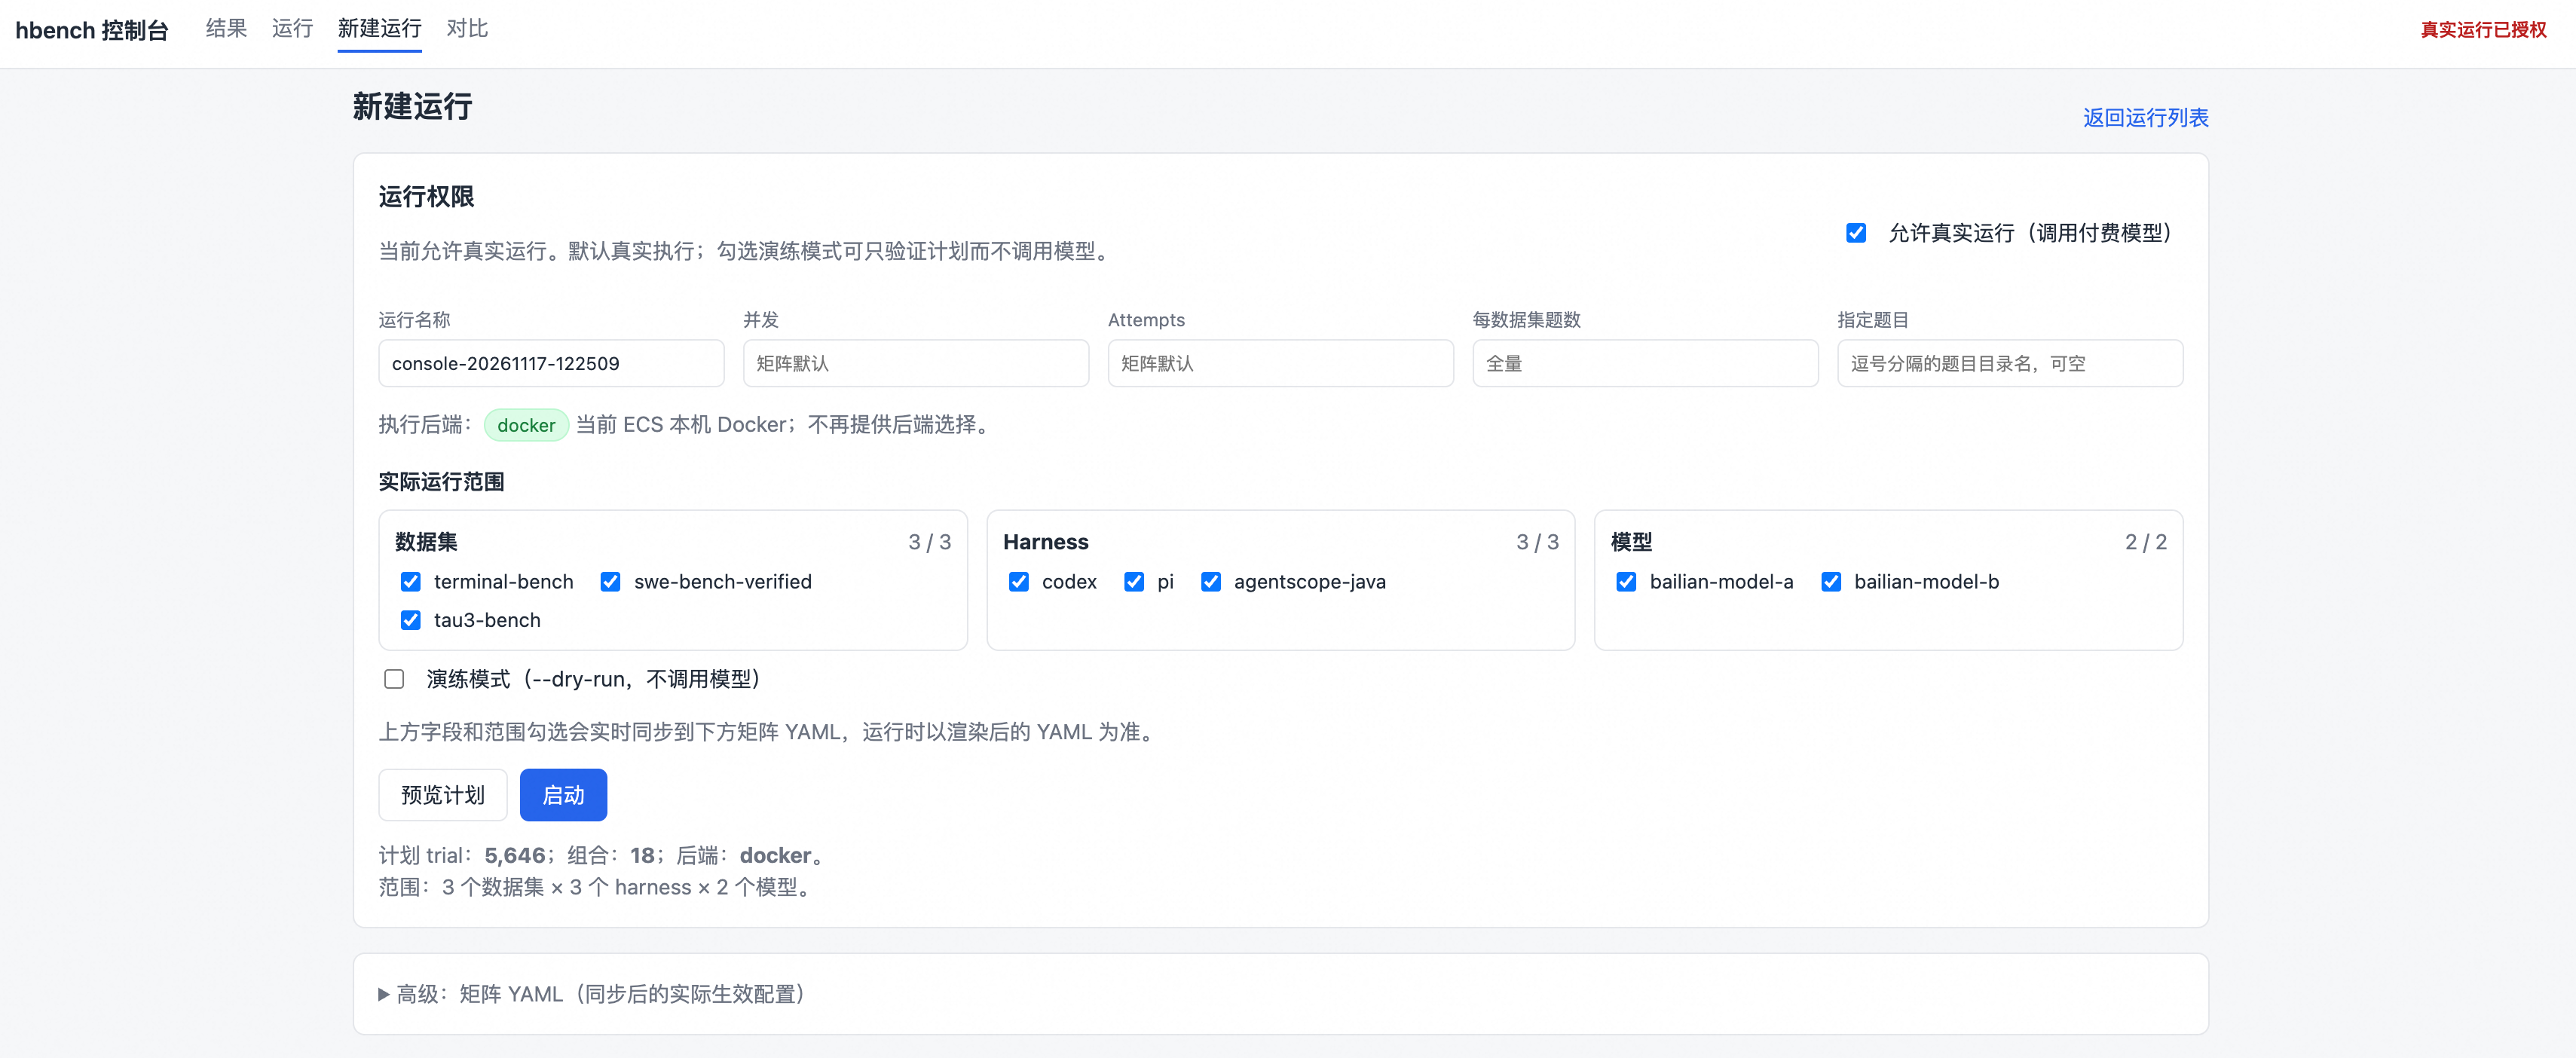 hbench 控制台 结果 运行 新建运行 对比 真实运行已授权
新建运行
返回运行列表
运行权限
允许真实运行（调用付费模型）
当前允许真实运行。默认真实执行；勾选演练模式可只验证计划而不调用模型。
运行名称 并发 Attempts 每数据集题数 指定题目
console-20261117-122509 矩阵默认 矩阵默认 全量 逗号分隔的题目目录名，可空
执行后端： docker 当前 ECS 本机 Docker；不再提供后端选择。
实际运行范围
数据集 3 / 3
terminal-bench swe-bench-verified
tau3-bench
Harness 3 / 3
codex pi agentscope-java
模型 2 / 2
bailian-model-a bailian-model-b
演练模式（--dry-run，不调用模型）
上方字段和范围勾选会实时同步到下方矩阵 YAML，运行时以渲染后的 YAML 为准。
预览计划 启动
计划 trial：5,646；组合：18；后端：docker。
范围：3 个数据集 × 3 个 harness × 2 个模型。
▶ 高级：矩阵 YAML（同步后的实际生效配置）